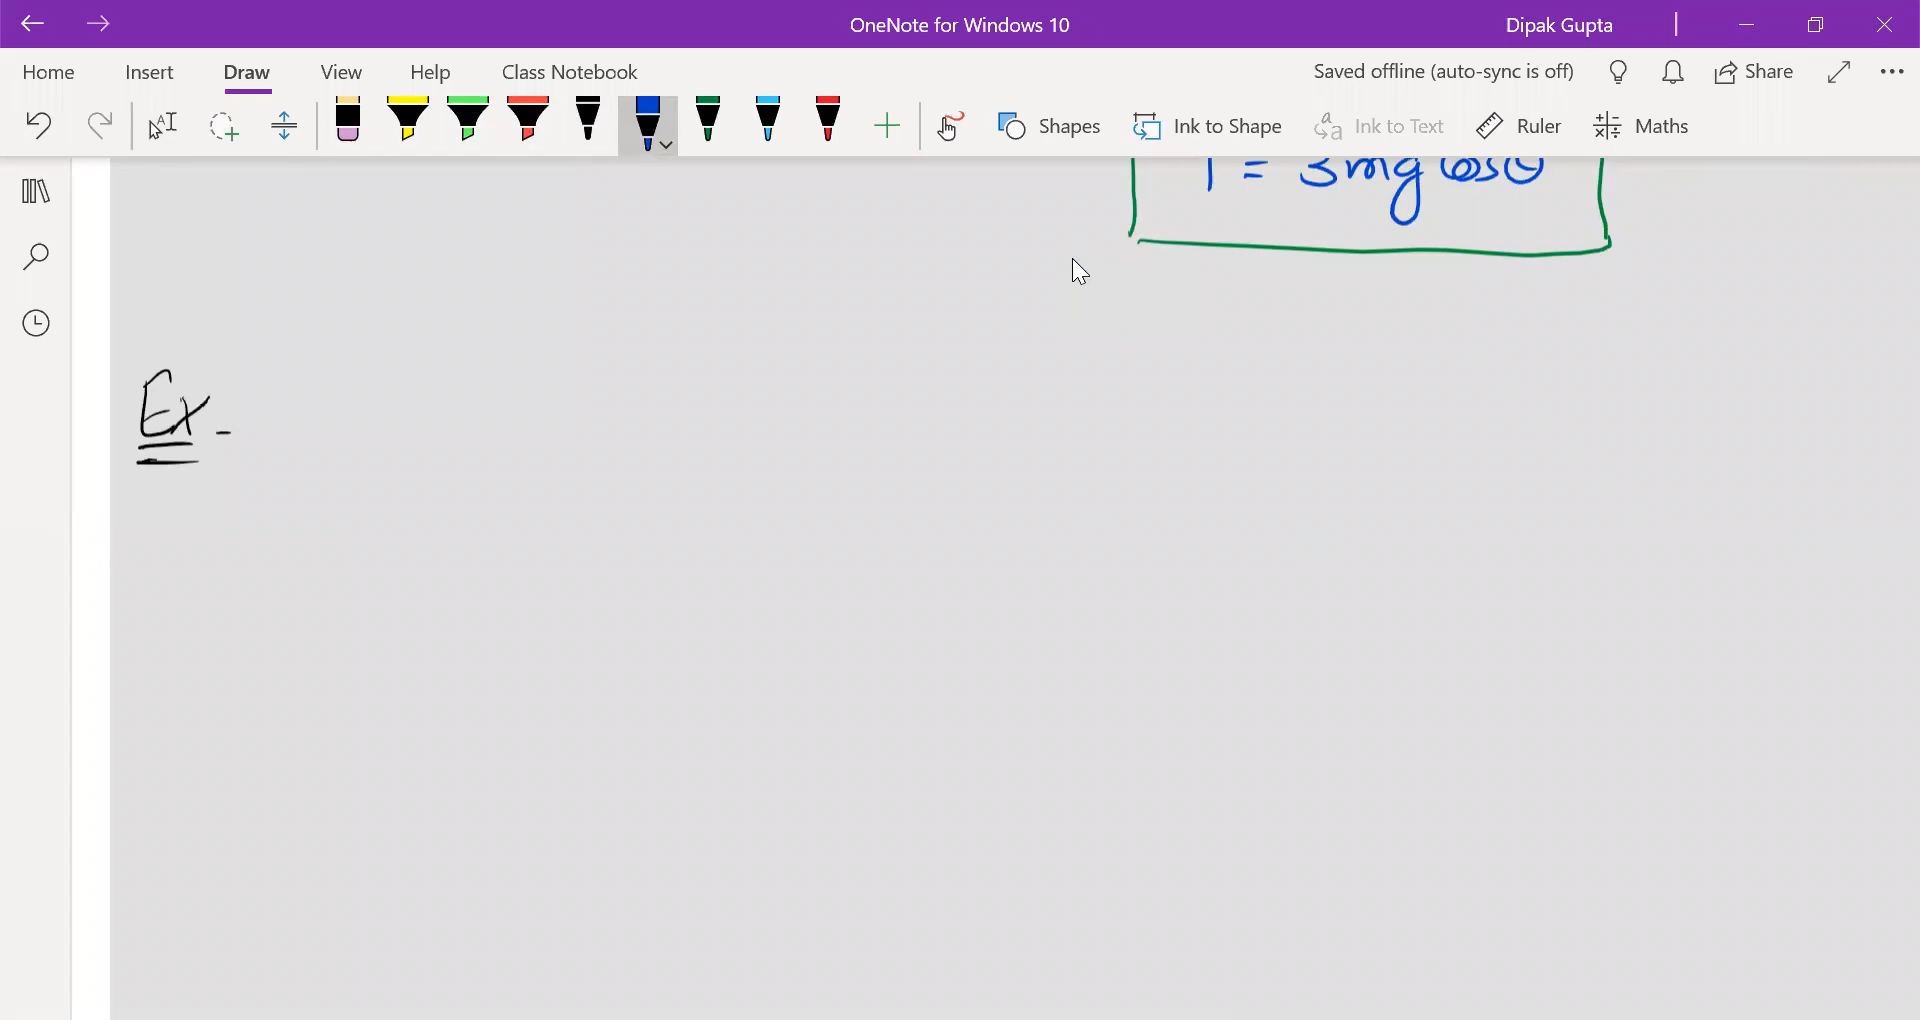 OneNote for Windows 10
Dipak Gupta
Home Insert Draw View Help Class Notebook
Saved offline (auto-sync is off) Share
Shapes Ink to Shape Ink to Text Ruler Maths
T = 3mg cosθ
Ex -